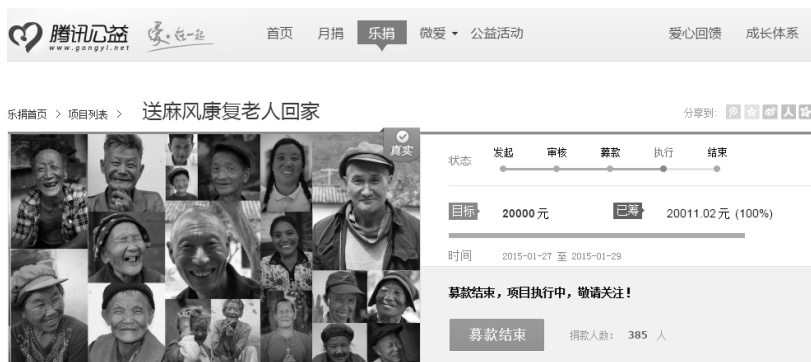 腾讯公益 爱·在一起 首页 月捐 乐捐 微爱 公益活动 爱心回馈 成长体系
www.gongyi.net
乐捐首页 > 项目列表 > 送麻风康复老人回家 分享到:
真实
状态 发起 审核 募款 执行 结束
目标 20000元 已筹 20011.02元 (100%)
时间 2015-01-27 至 2015-01-29
募款结束，项目执行中，敬请关注！
募款结束 捐款人数: 385 人